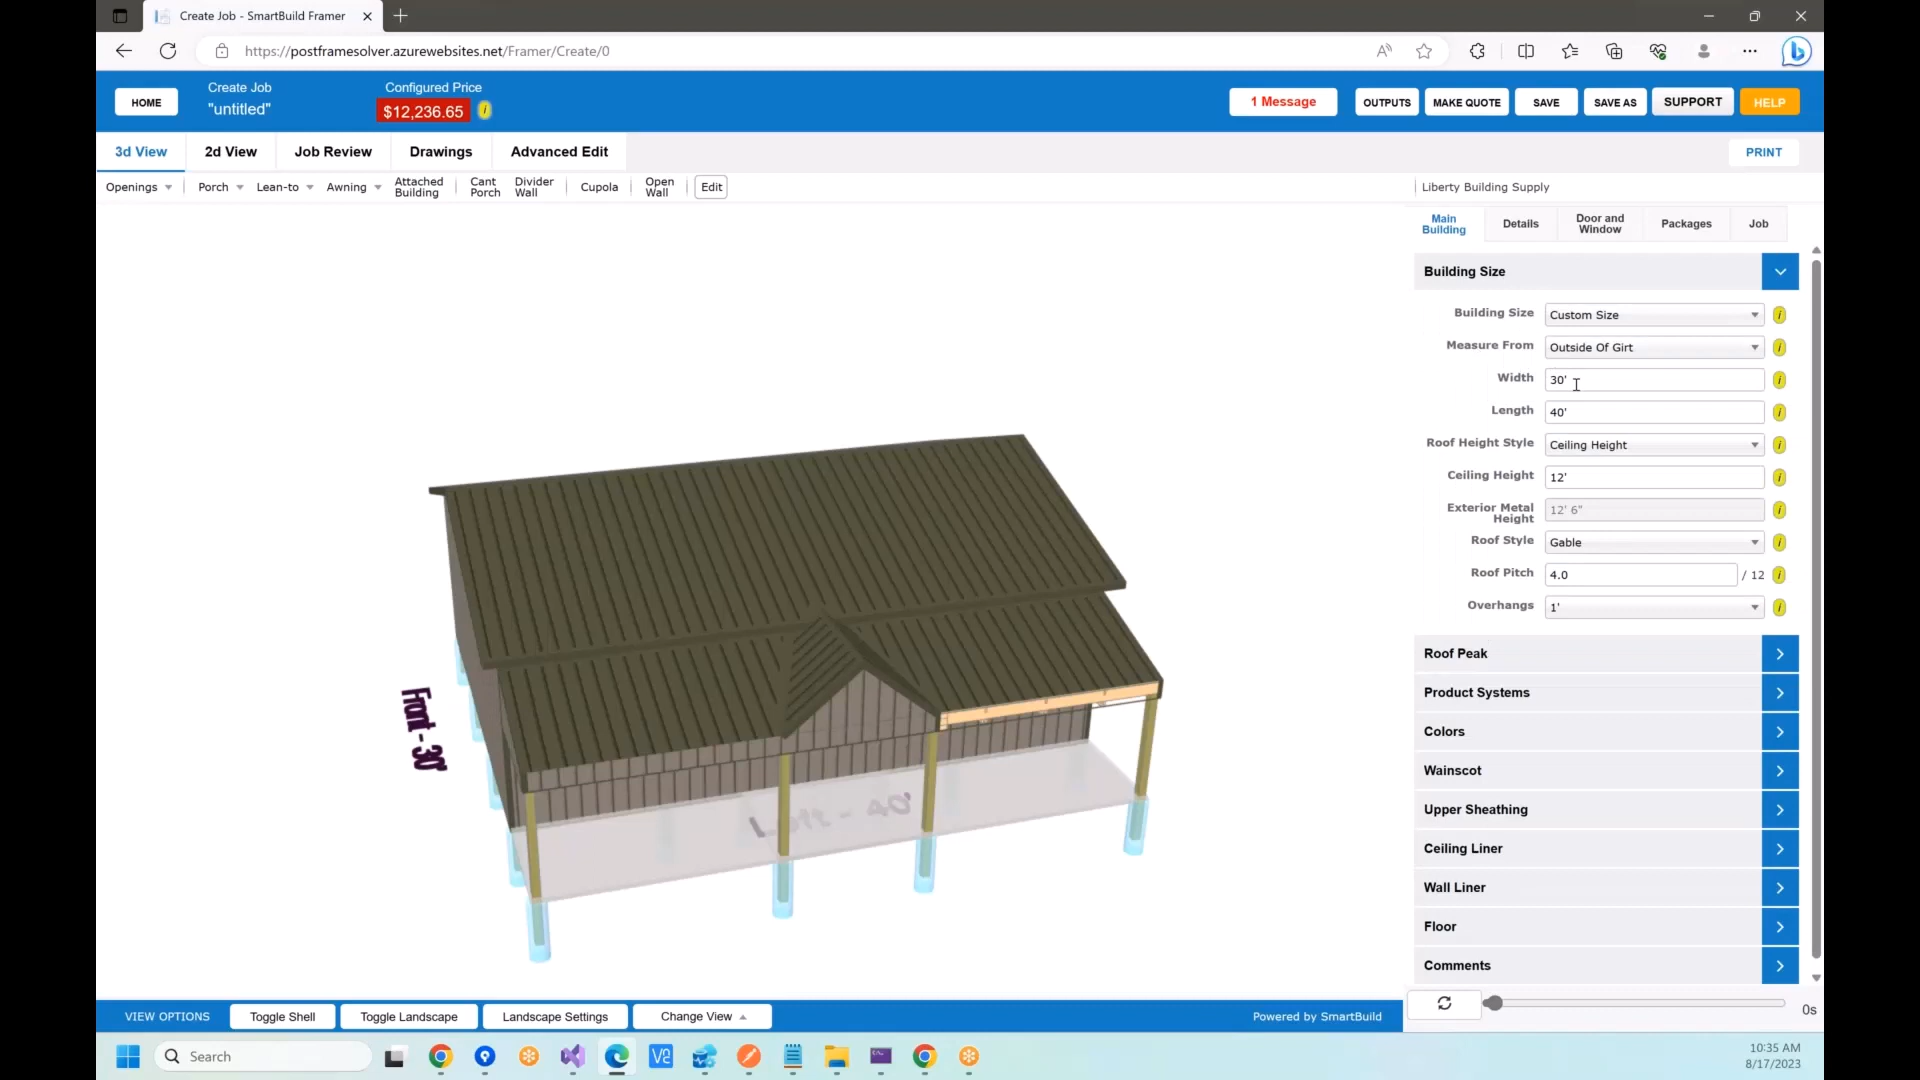 Create Job - SmartBuild Framer
https://postframesolver.azurewebsites.net/Framer/Create/0
HOME
Create Job
"untitled"
Configured Price
$12,236.65
i
1 Message
OUTPUTS
MAKE QUOTE
SAVE
SAVE AS
SUPPORT
HELP
3d View
2d View
Job Review
Drawings
Advanced Edit
PRINT
Openings
Porch
Lean-to
Awning
Attached
Building
Cant
Porch
Divider
Wall
Cupola
Open
Wall
Edit
Liberty Building Supply
Main
Building
Details
Door and
Window
Packages
Job
Building Size
Building Size
Custom Size
i
Measure From
Outside Of Girt
i
Width
30'
i
Length
40'
i
Roof Height Style
Ceiling Height
i
Ceiling Height
12'
i
Exterior Metal
Height
12' 6"
i
Roof Style
Gable
i
Roof Pitch
4.0
/ 12
i
Overhangs
1'
i
Roof Peak
Product Systems
Colors
Wainscot
Upper Sheathing
Ceiling Liner
Wall Liner
Floor
Comments
0s
Front - 30'
Left - 40'
VIEW OPTIONS
Toggle Shell
Toggle Landscape
Landscape Settings
Change View
Powered by SmartBuild
Search
V2
10:35 AM
8/17/2023